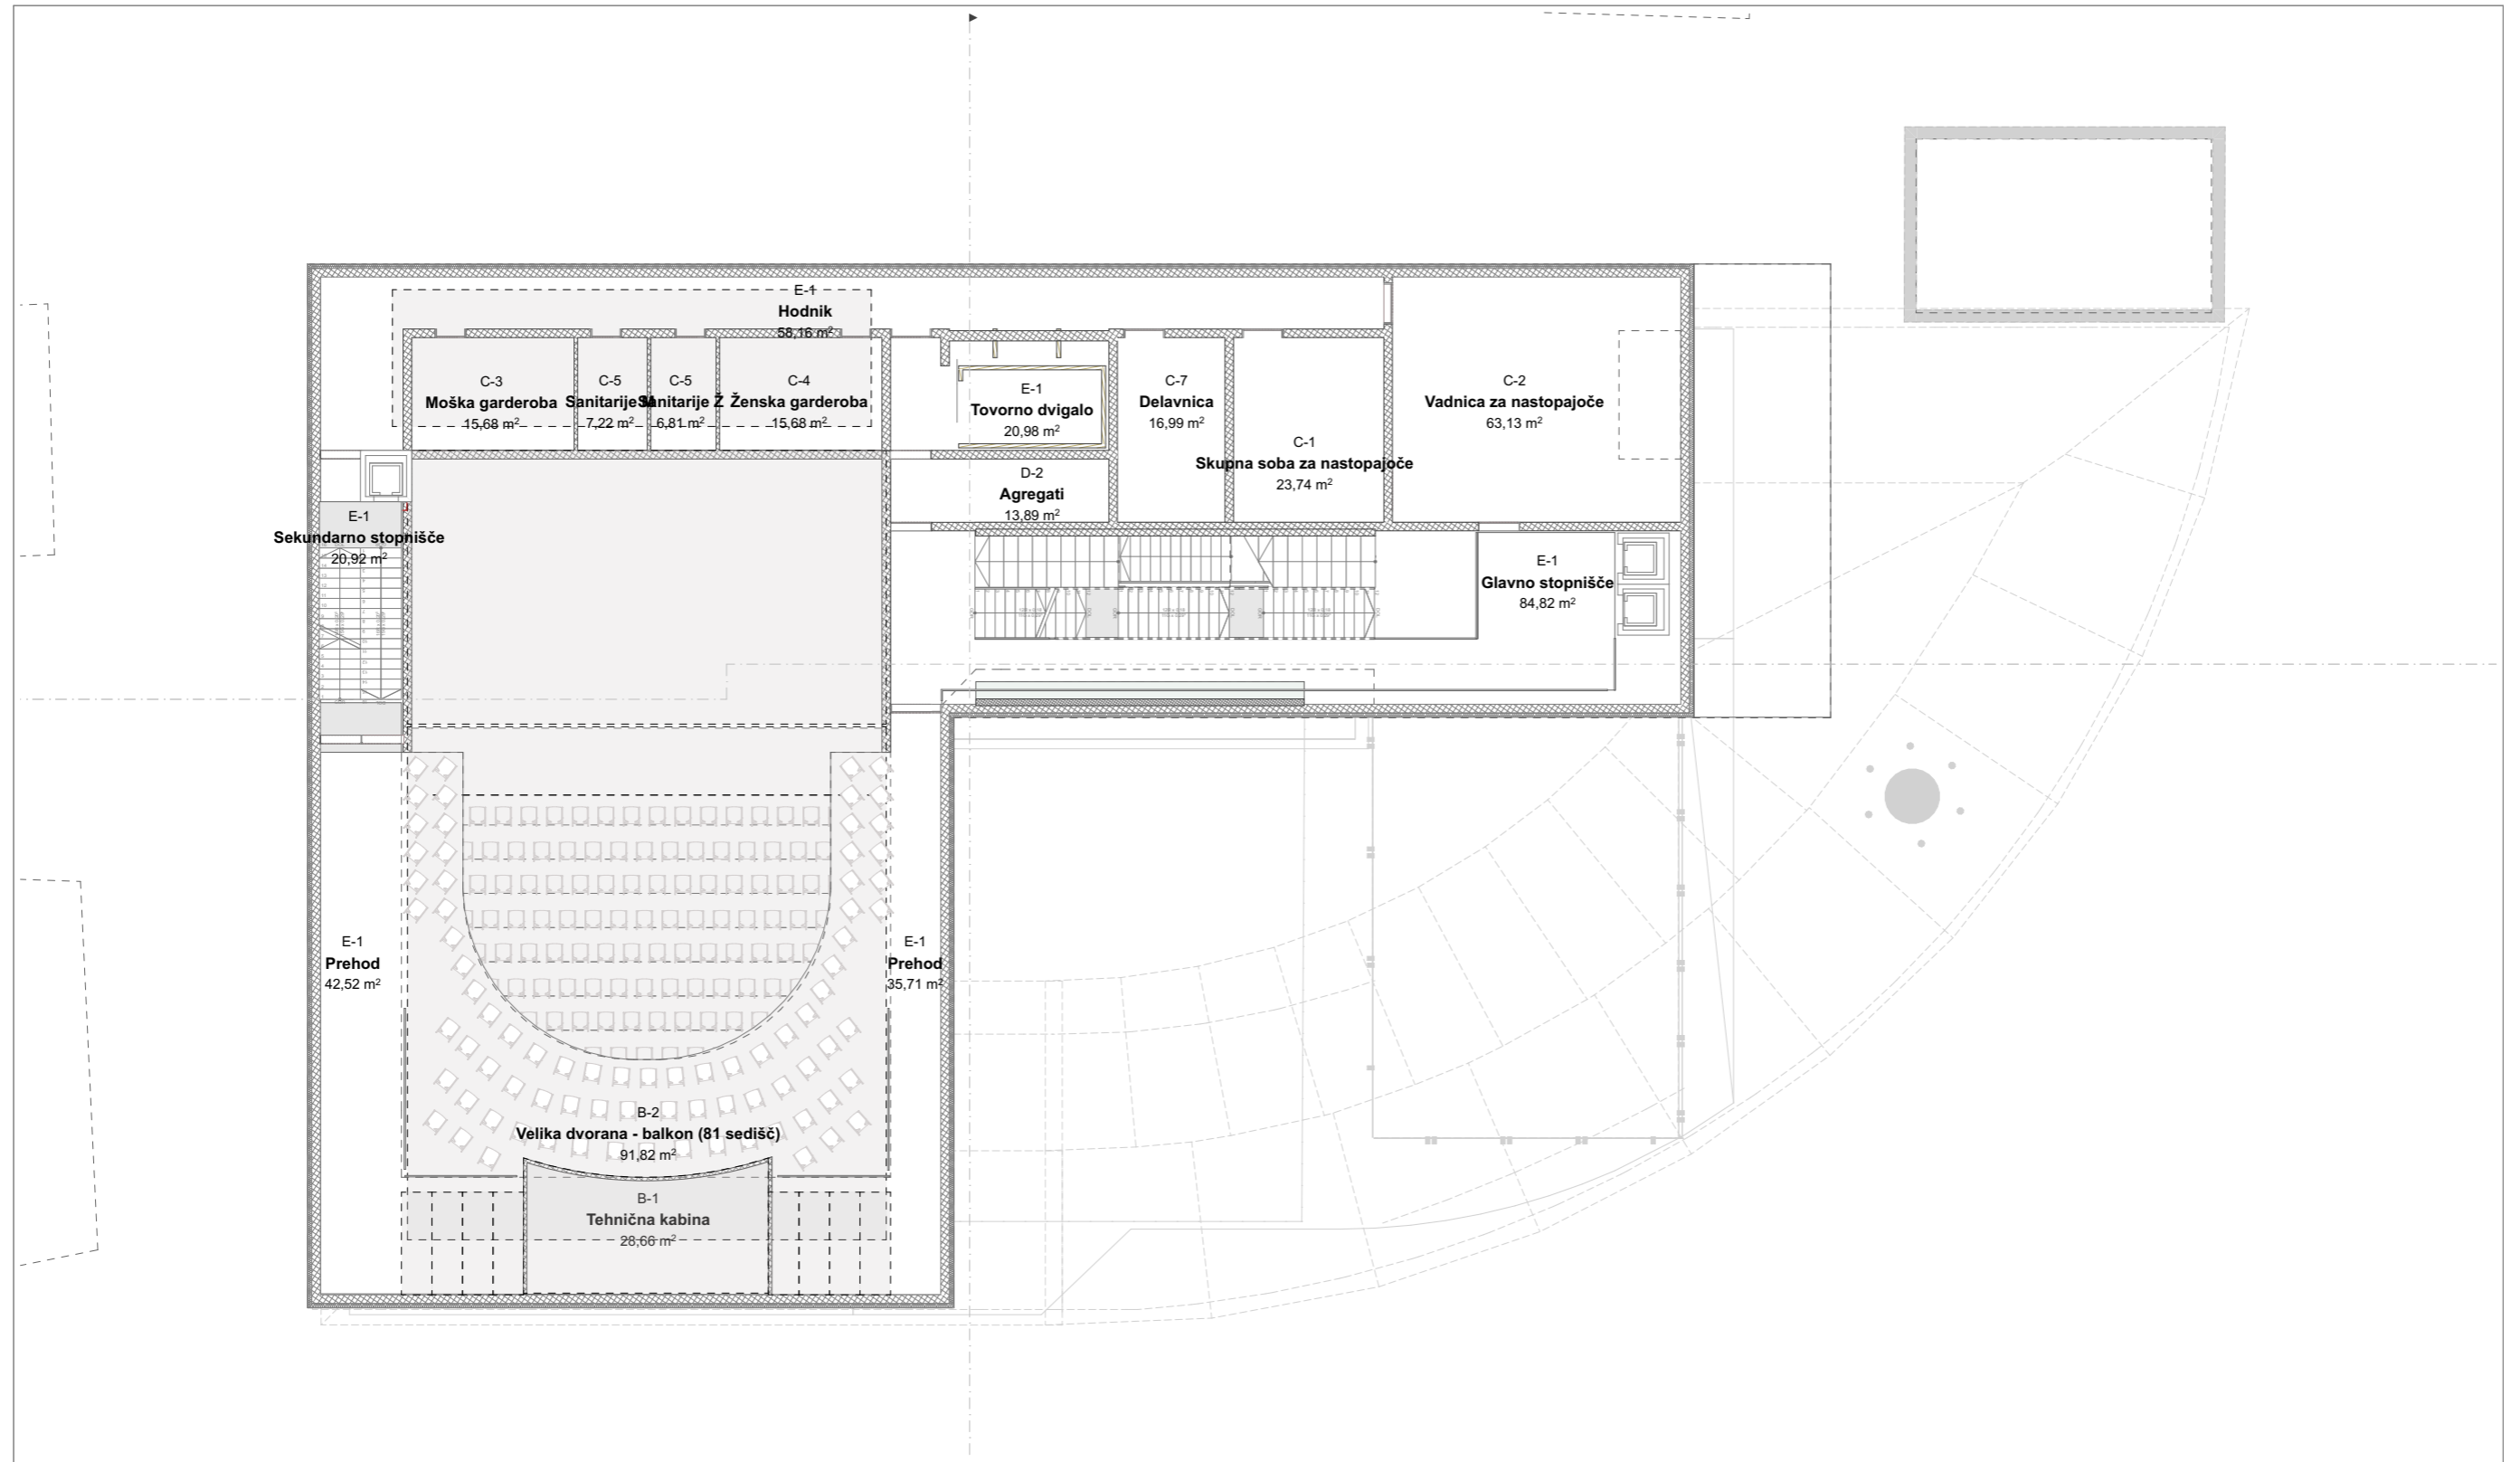 E-1
Hodnik
58,16 m²
C-3
Moška garderoba
15,68 m²
C-5
Sanitarije M
7,22 m²
C-5
Sanitarije Ž
6,81 m²
C-4
Ženska garderoba
15,68 m²
E-1
Tovorno dvigalo
20,98 m²
C-7
Delavnica
16,99 m²
C-1
Skupna soba za nastopajoče
23,74 m²
C-2
Vadnica za nastopajoče
63,13 m²
D-2
Agregati
13,89 m²
E-1
Sekundarno stopnišče
20,92 m²
E-1
Glavno stopnišče
84,82 m²
E-1
Prehod
42,52 m²
E-1
Prehod
35,71 m²
B-2
Velika dvorana - balkon (81 sedišč)
91,82 m²
B-1
Tehnična kabina
28,66 m²